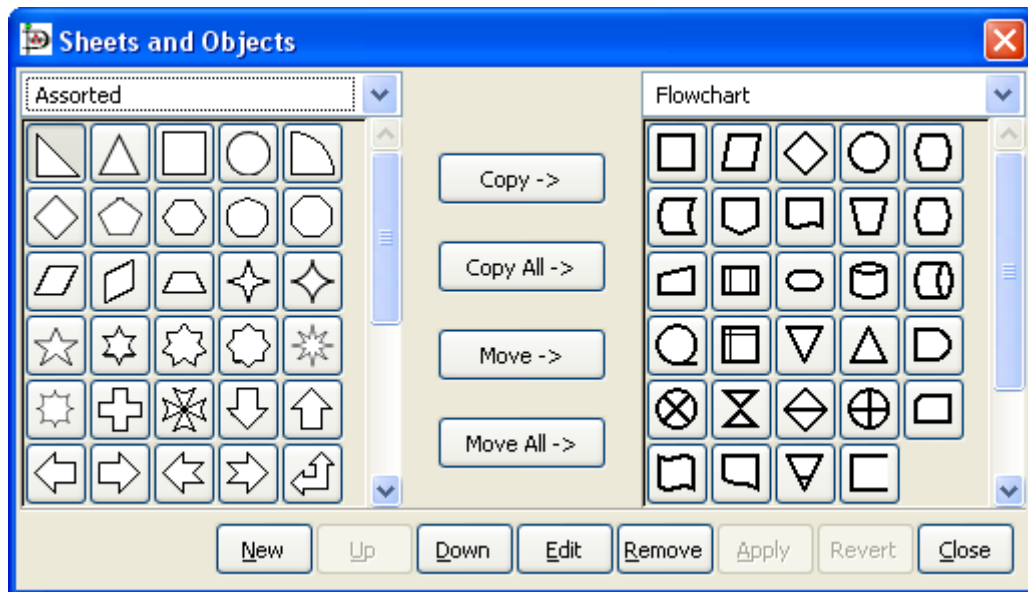 Sheets and Objects
Assorted
Flowchart
Copy ->
Copy All ->
Move ->
Move All ->
New Up Down Edit Remove Apply Revert Close